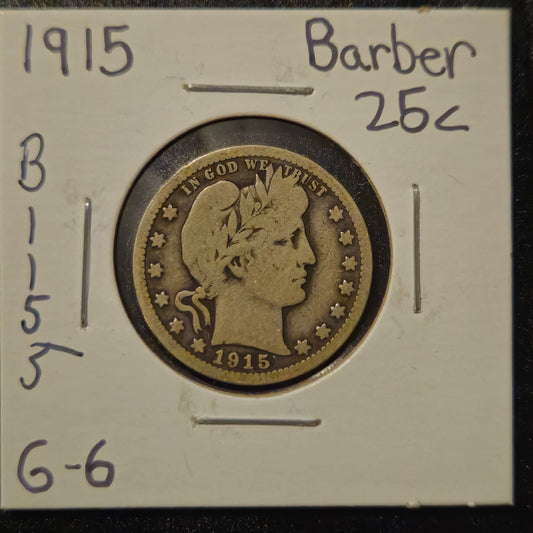 1915
Barber
25c
B
1
1
5
5
G-6
IN GOD WE TRUST
1915